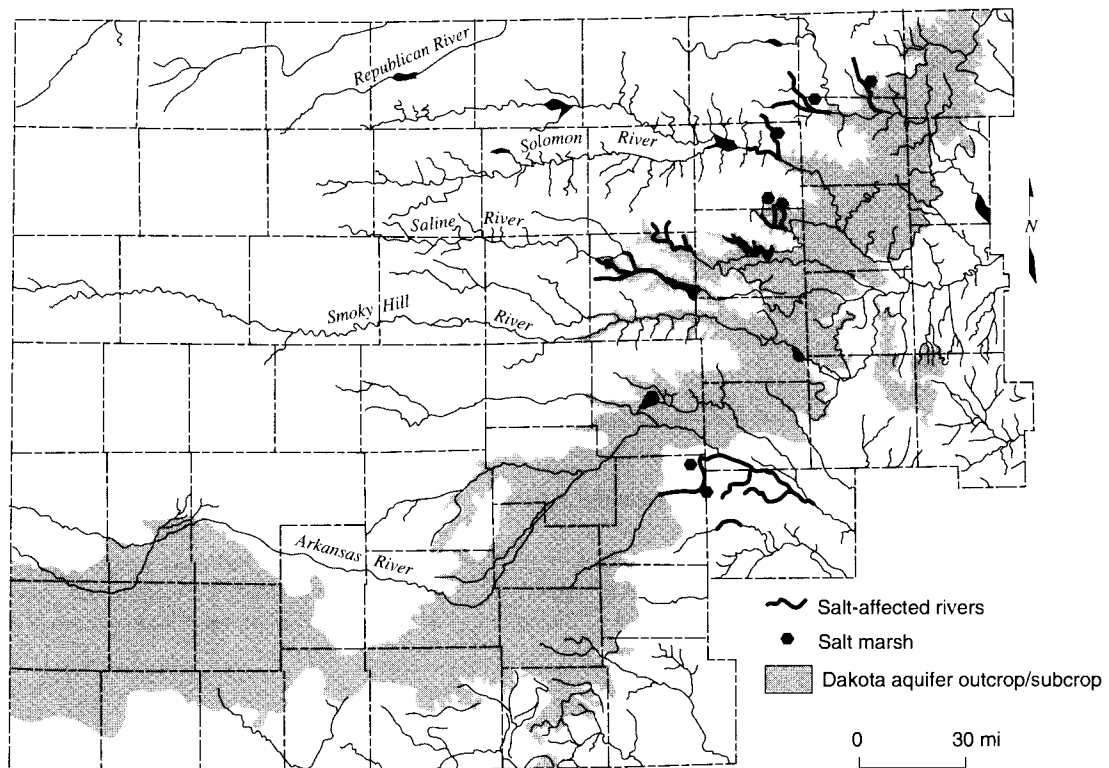 Republican River
Solomon River
Saline River
Smoky Hill River
Arkansas River
N
Salt-affected rivers
Salt marsh
Dakota aquifer outcrop/subcrop
0 30 mi